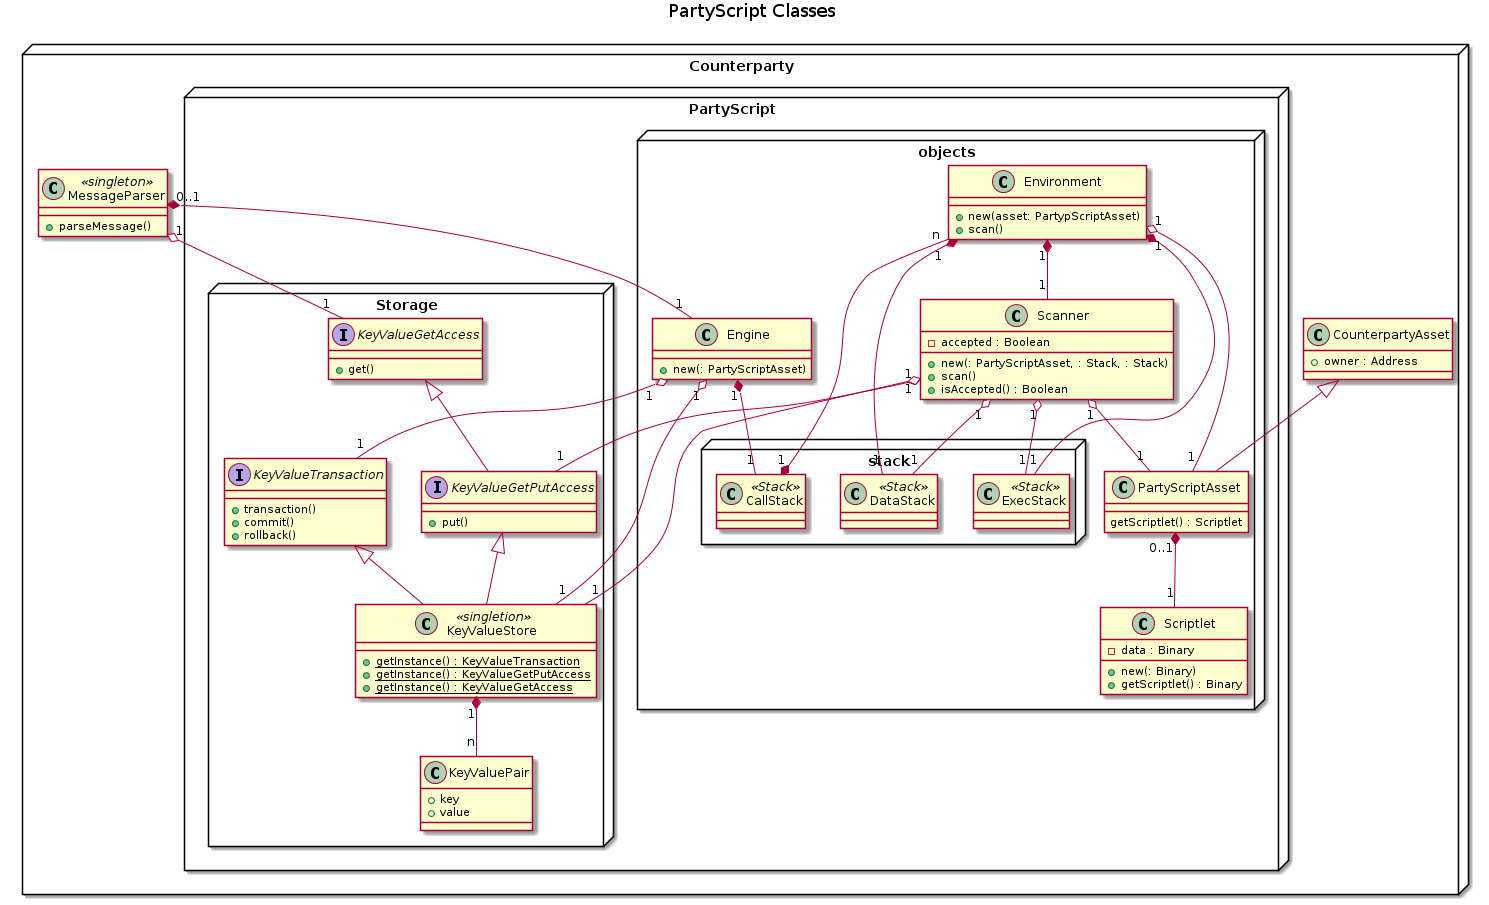 PartyScript Classes
Counterparty
PartyScript
objects
«singleton»
MessageParser
parseMessage()
0..1
1
C
Environment
new(asset: PartypScriptAsset)
scan()
n
1
1
1
1
1
C
Scanner
accepted : Boolean
new(: PartyScriptAsset, : Stack, : Stack)
scan()
isAccepted() : Boolean
1
1
1
1
1
Storage
1
I
KeyValueGetAccess
get()
1
C
Engine
new(: PartyScriptAsset)
1
1
1
C
CounterpartyAsset
owner : Address
1
I
KeyValueTransaction
transaction()
commit()
rollback()
1
I
KeyValueGetPutAccess
put()
stack
1
1
C
«Stack»
CallStack
1
1
C
«Stack»
DataStack
1
1
C
«Stack»
ExecStack
1
1
C
PartyScriptAsset
getScriptlet() : Scriptlet
0..1
1
1
1
C
«singletion»
KeyValueStore
getInstance() : KeyValueTransaction
getInstance() : KeyValueGetPutAccess
getInstance() : KeyValueGetAccess
1
n
C
Scriptlet
data : Binary
new(: Binary)
getScriptlet() : Binary
C
KeyValuePair
key
value